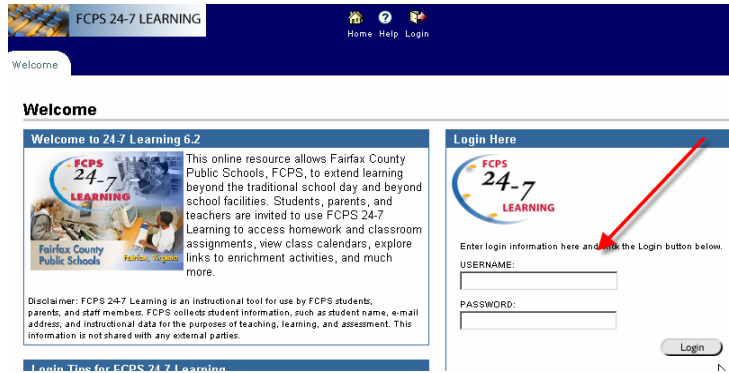 FCPS 24-7 LEARNING
Home Help Login
Welcome
Welcome
Welcome to 24-7 Learning 6.2
FCPS
24-7
LEARNING
Fairfax County
Public Schools
Fairfax, Virginia
This online resource allows Fairfax County
Public Schools, FCPS, to extend learning
beyond the traditional school day and beyond
school facilities. Students, parents, and
teachers are invited to use FCPS 24-7
Learning to access homework and classroom
assignments, view class calendars, explore
links to enrichment activities, and much
more.
Disclaimer: FCPS 24-7 Learning is an instructional tool for use by FCPS students,
parents, and staff members. FCPS collects student information, such as student name, e-mail
address, and instructional data for the purposes of teaching, learning, and assessment. This
information is not shared with any external parties.
Login Tips for FCPS 24-7 Learning
Login Here
FCPS
24-7
LEARNING
Enter login information here and click the Login button below.
USERNAME:
PASSWORD:
Login